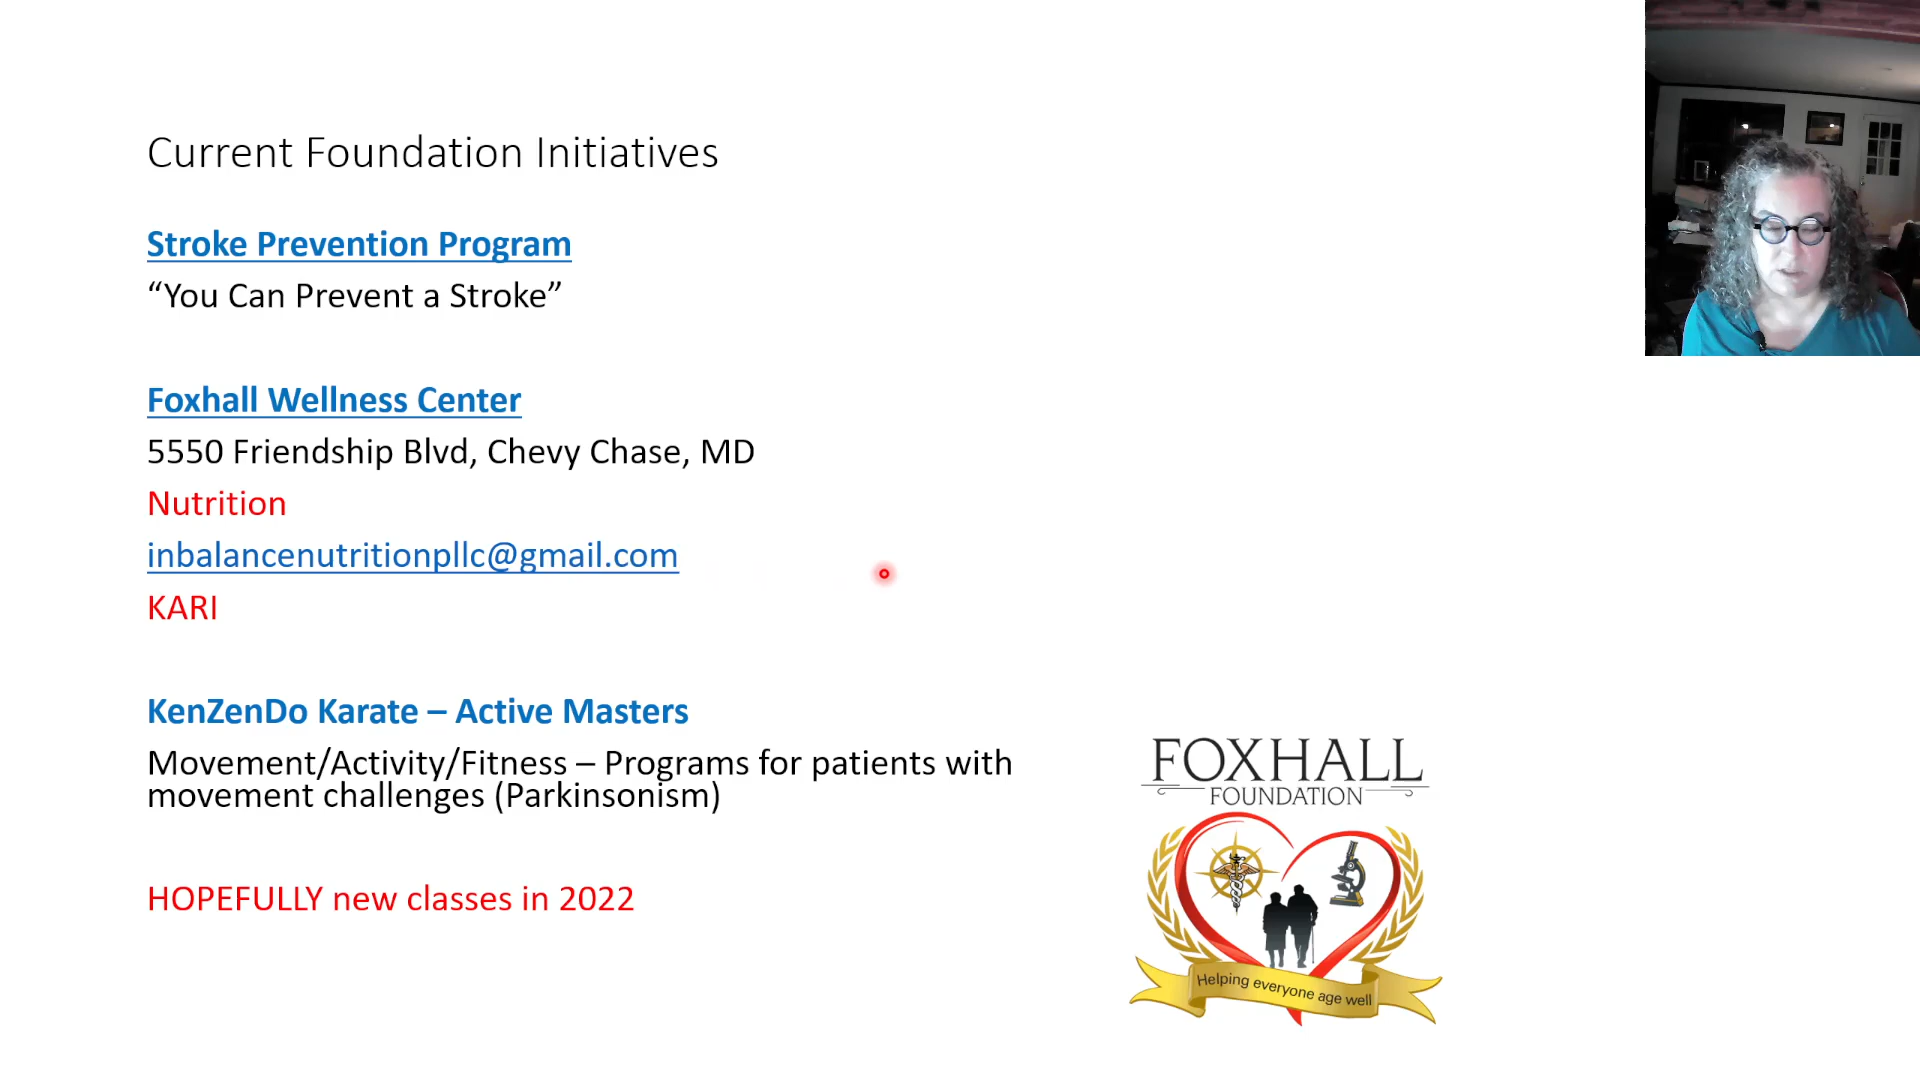 Current Foundation Initiatives
Stroke Prevention Program
“You Can Prevent a Stroke”
Foxhall Wellness Center
5550 Friendship Blvd, Chevy Chase, MD
Nutrition
inbalancenutritionpllc@gmail.com
KARI
KenZenDo Karate – Active Masters
Movement/Activity/Fitness – Programs for patients with
movement challenges (Parkinsonism)
HOPEFULLY new classes in 2022
FOXHALL
FOUNDATION
Helping everyone age well